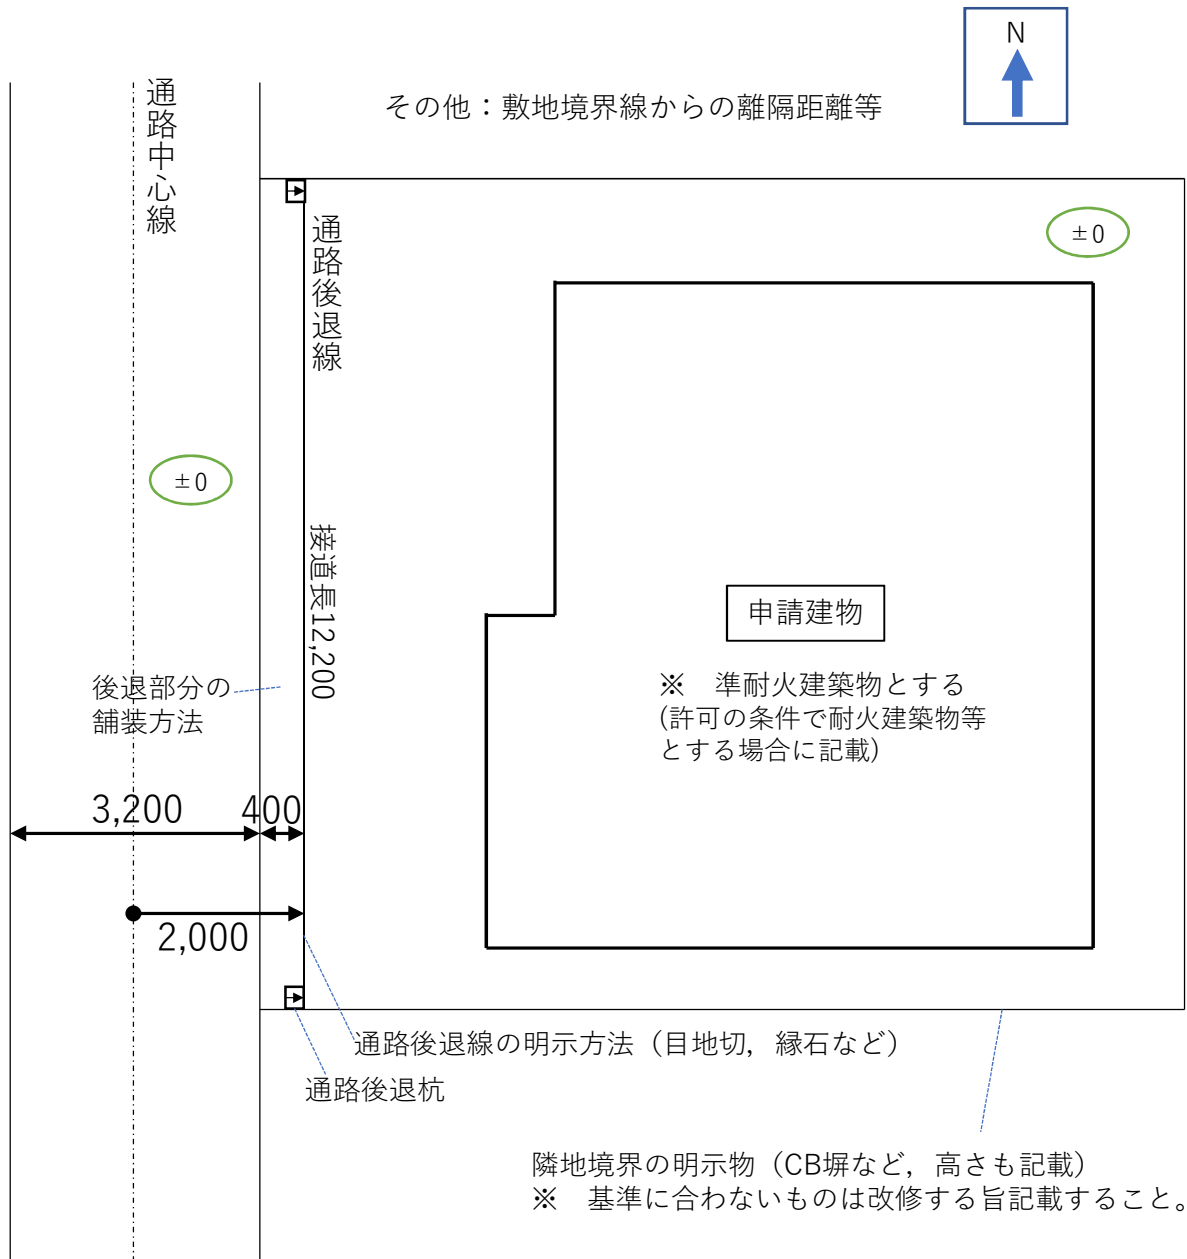 N
通路中心線
その他：敷地境界線からの離隔距離等
通路後退線
±0
±0
接道長12,200
申請建物
後退部分の
舗装方法
※　準耐火建築物とする
(許可の条件で耐火建築物等
とする場合に記載)
3,200
400
2,000
通路後退線の明示方法（目地切，縁石など）
通路後退杭
隣地境界の明示物（CB塀など，高さも記載）
※　基準に合わないものは改修する旨記載すること。